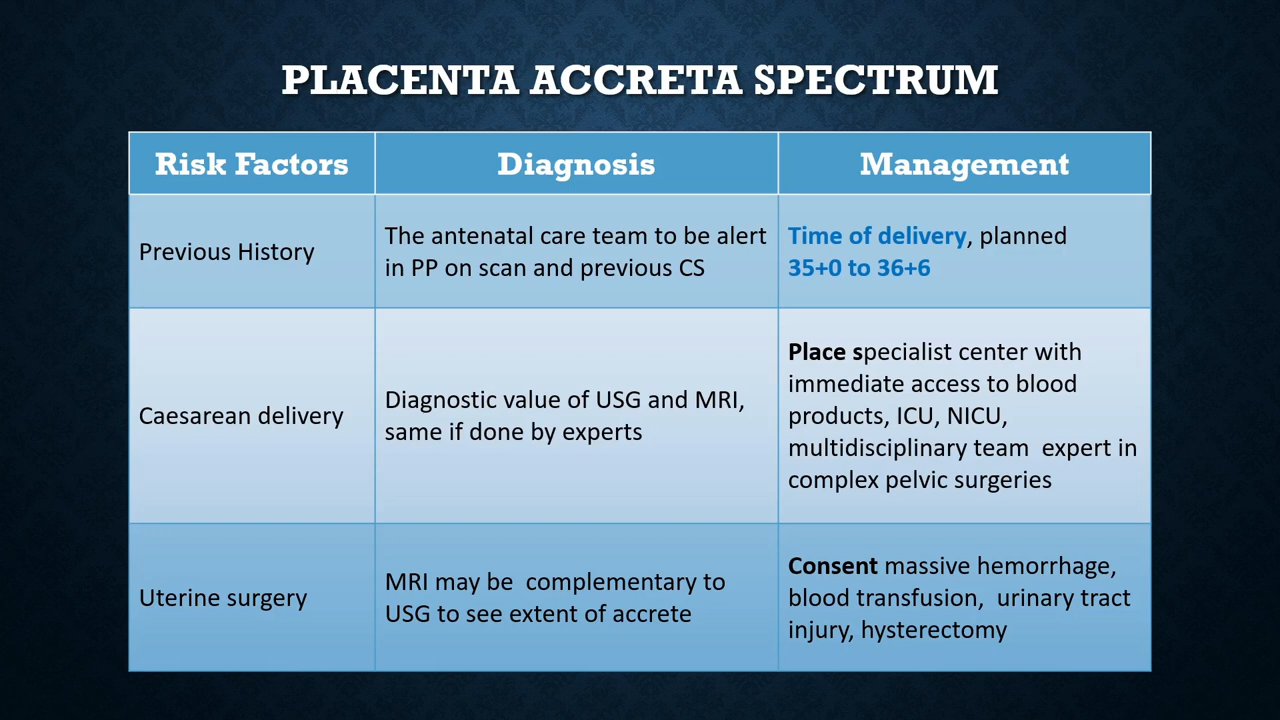 PLACENTA ACCRETA SPECTRUM
Risk Factors
Diagnosis
Management
Previous History
The antenatal care team to be alert
in PP on scan and previous CS
Time of delivery, planned
35+0 to 36+6
Caesarean delivery
Diagnostic value of USG and MRI,
same if done by experts
Place specialist center with
immediate access to blood
products, ICU, NICU,
multidisciplinary team  expert in
complex pelvic surgeries
Uterine surgery
MRI may be  complementary to
USG to see extent of accrete
Consent massive hemorrhage,
blood transfusion,  urinary tract
injury, hysterectomy